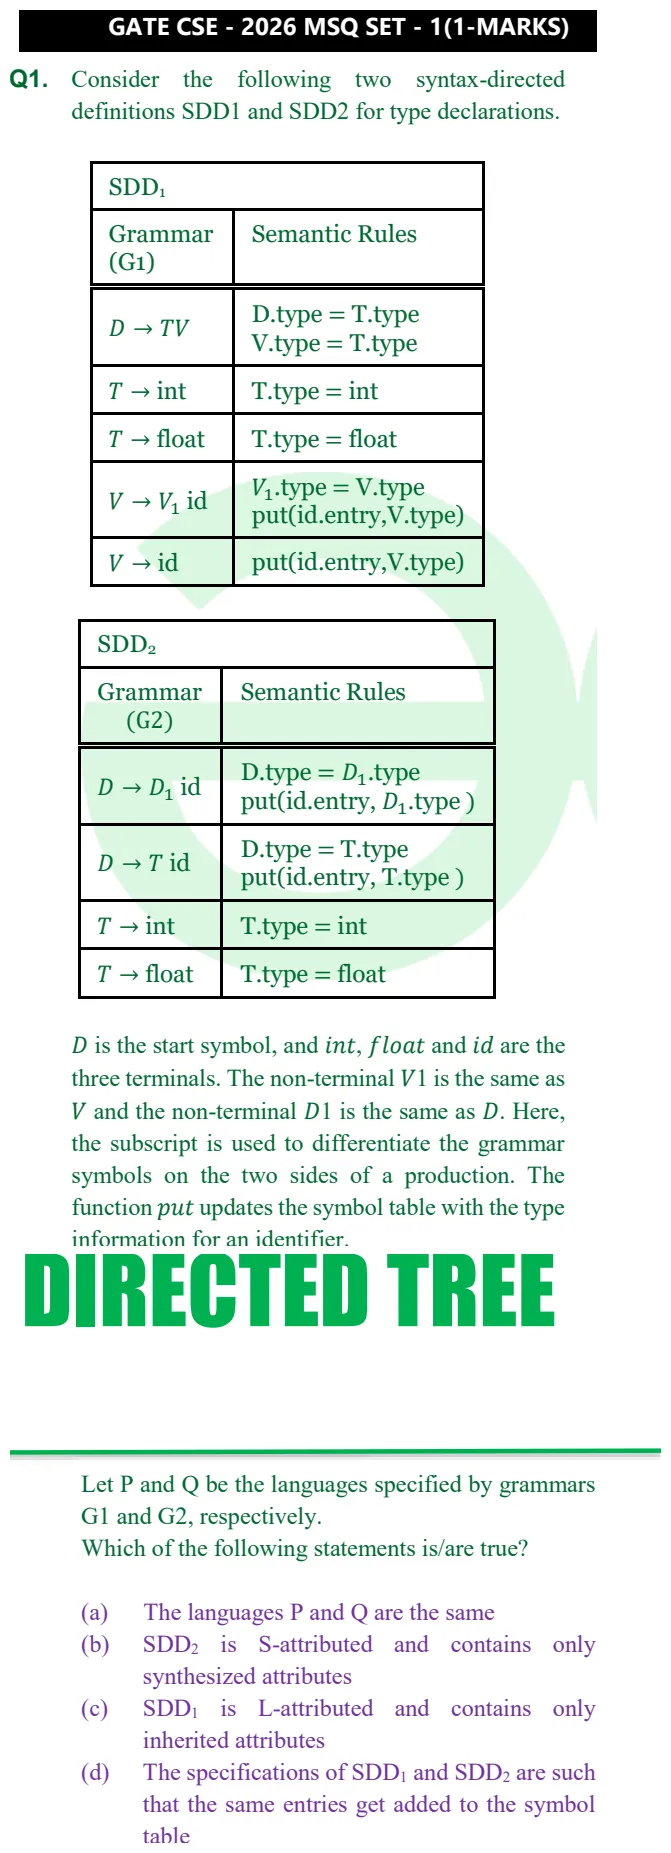 GATE CSE - 2026 MSQ SET - 1(1-MARKS)
Q1. Consider the following two syntax-directed
definitions SDD1 and SDD2 for type declarations.
SDD₁
Grammar (G1) Semantic Rules
D → TV D.type = T.type
V.type = T.type
T → int T.type = int
T → float T.type = float
V → V₁ id V₁.type = V.type
put(id.entry,V.type)
V → id put(id.entry,V.type)
SDD₂
Grammar (G2) Semantic Rules
D → D₁ id D.type = D₁.type
put(id.entry, D₁.type )
D → T id D.type = T.type
put(id.entry, T.type )
T → int T.type = int
T → float T.type = float
D is the start symbol, and int, float and id are the
three terminals. The non-terminal V1 is the same as
V and the non-terminal D1 is the same as D. Here,
the subscript is used to differentiate the grammar
symbols on the two sides of a production. The
function put updates the symbol table with the type
information for an identifier.
DIRECTED TREE
Let P and Q be the languages specified by grammars
G1 and G2, respectively.
Which of the following statements is/are true?
(a) The languages P and Q are the same
(b) SDD₂ is S-attributed and contains only
synthesized attributes
(c) SDD₁ is L-attributed and contains only
inherited attributes
(d) The specifications of SDD₁ and SDD₂ are such
that the same entries get added to the symbol
table